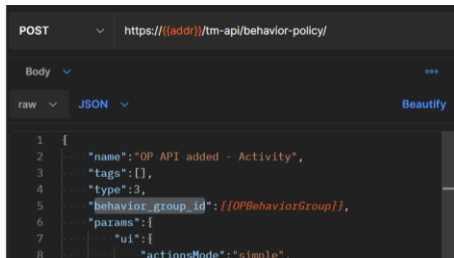 POST https://{{addr}}/tm-api/behavior-policy/
Body
raw JSON Beautify
1 {
2 "name":"OP API added - Activity",
3 "tags":[],
4 "type":3,
5 "behavior_group_id":{{OPBehaviorGroup}},
6 "params":{
7 "ui":{
8 "actionsMode":"simple",